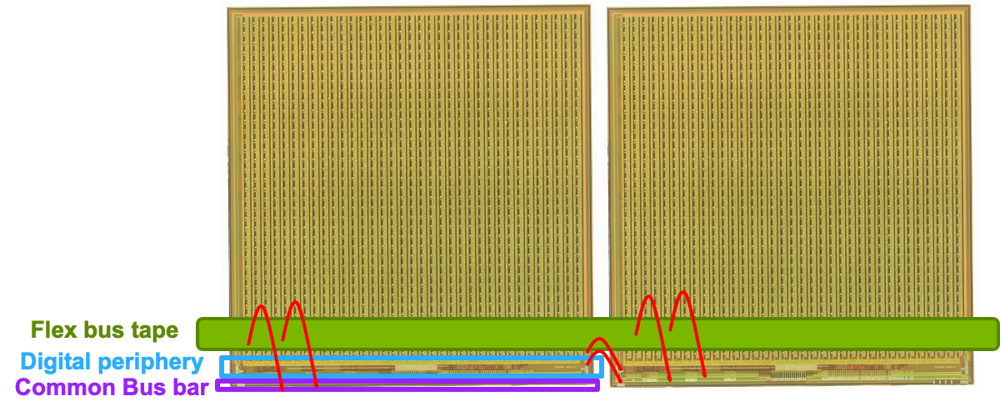 Flex bus tape
Digital periphery
Common Bus bar